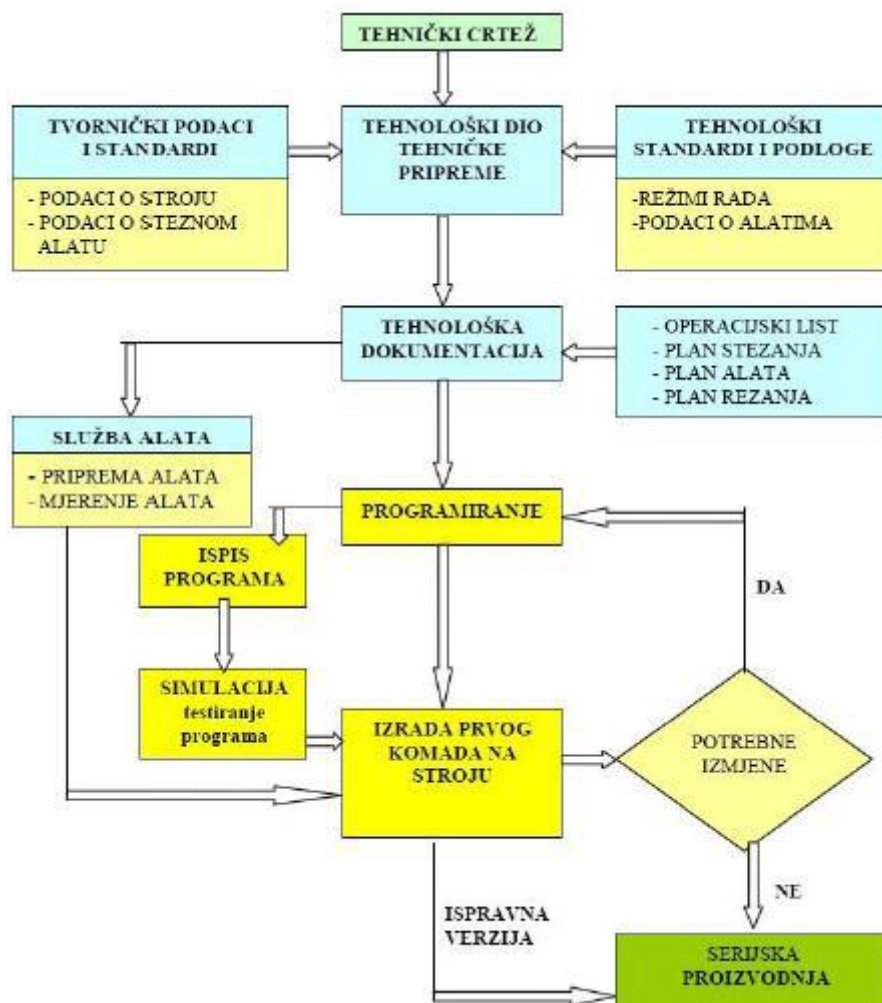 TEHNIČKI CRTEŽ
TVORNIČKI PODACI
I STANDARDI
- PODACI O STROJU
- PODACI O STEZNOM
ALATU
TEHNOLOŠKI DIO
TEHNIČKE
PRIPREME
TEHNOLOŠKI
STANDARDI I PODLOGE
-REŽIMI RADA
-PODACI O ALATIMA
TEHNOLOŠKA
DOKUMENTACIJA
- OPERACIJSKI LIST
- PLAN STEZANJA
- PLAN ALATA
- PLAN REZANJA
SLUŽBA ALATA
- PRIPREMA ALATA
- MJERENJE ALATA
PROGRAMIRANJE
ISPIS
PROGRAMA
DA
SIMULACIJA
testiranje
programa
IZRADA PRVOG
KOMADA NA
STROJU
POTREBNE
IZMJENE
NE
ISPRAVNA
VERZIJA
SERIJSKA
PROIZVODNJA